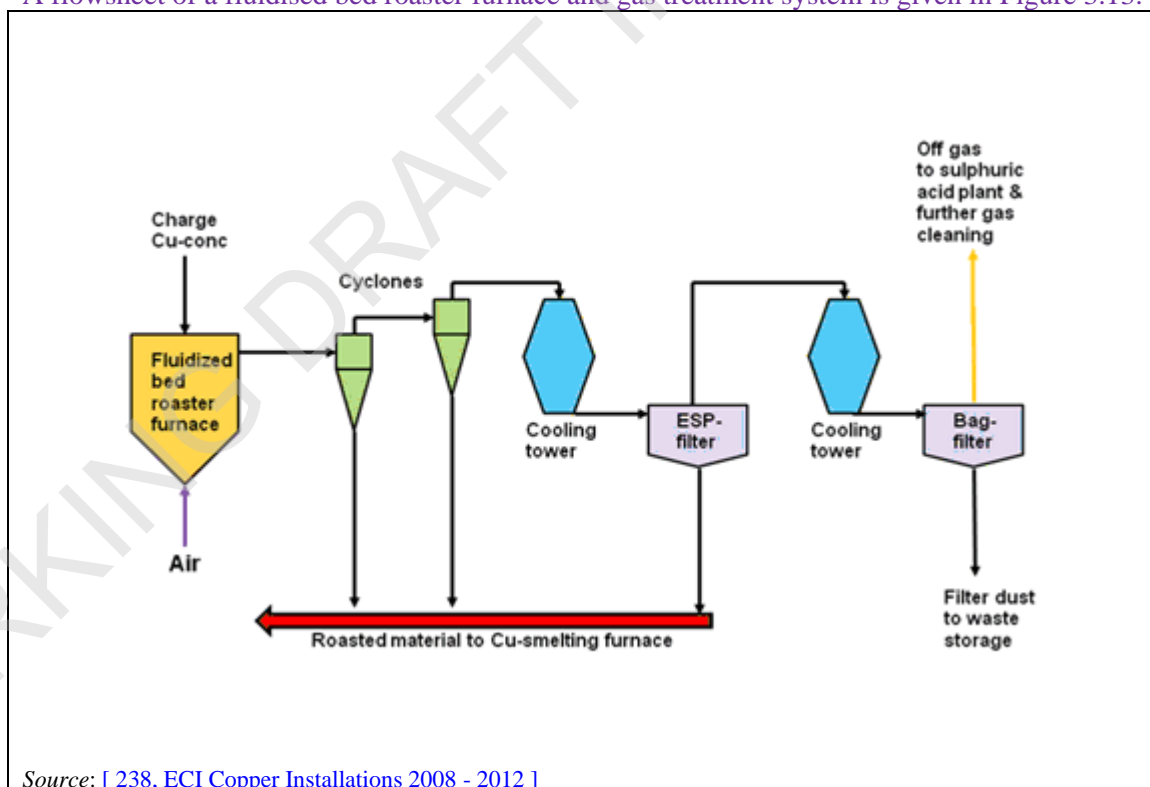 A flowsheet of a fluidised bed roaster furnace and gas treatment system is given in Figure 3.13.
Off gas
to sulphuric
acid plant &
further gas
cleaning
Charge
Cu-conc
Cyclones
Fluidized
bed
roaster
furnace
Cooling
tower
ESP-
filter
Cooling
tower
Bag-
filter
Air
Filter dust
to waste
storage
Roasted material to Cu-smelting furnace
Source: [ 238, ECI Copper Installations 2008 - 2012 ]
RKING DRAFT